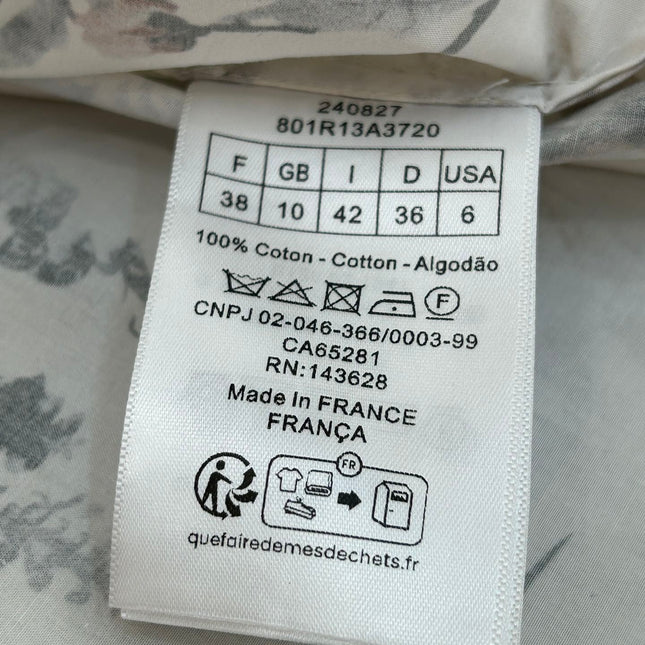 240827
801R13A3720
F GB I D USA
38 10 42 36 6
100% Coton - Cotton - Algodão
F
CNPJ 02-046-366/0003-99
CA65281
RN:143628
Made In FRANCE
FRANÇA
FR
quefairedemesdechets.fr